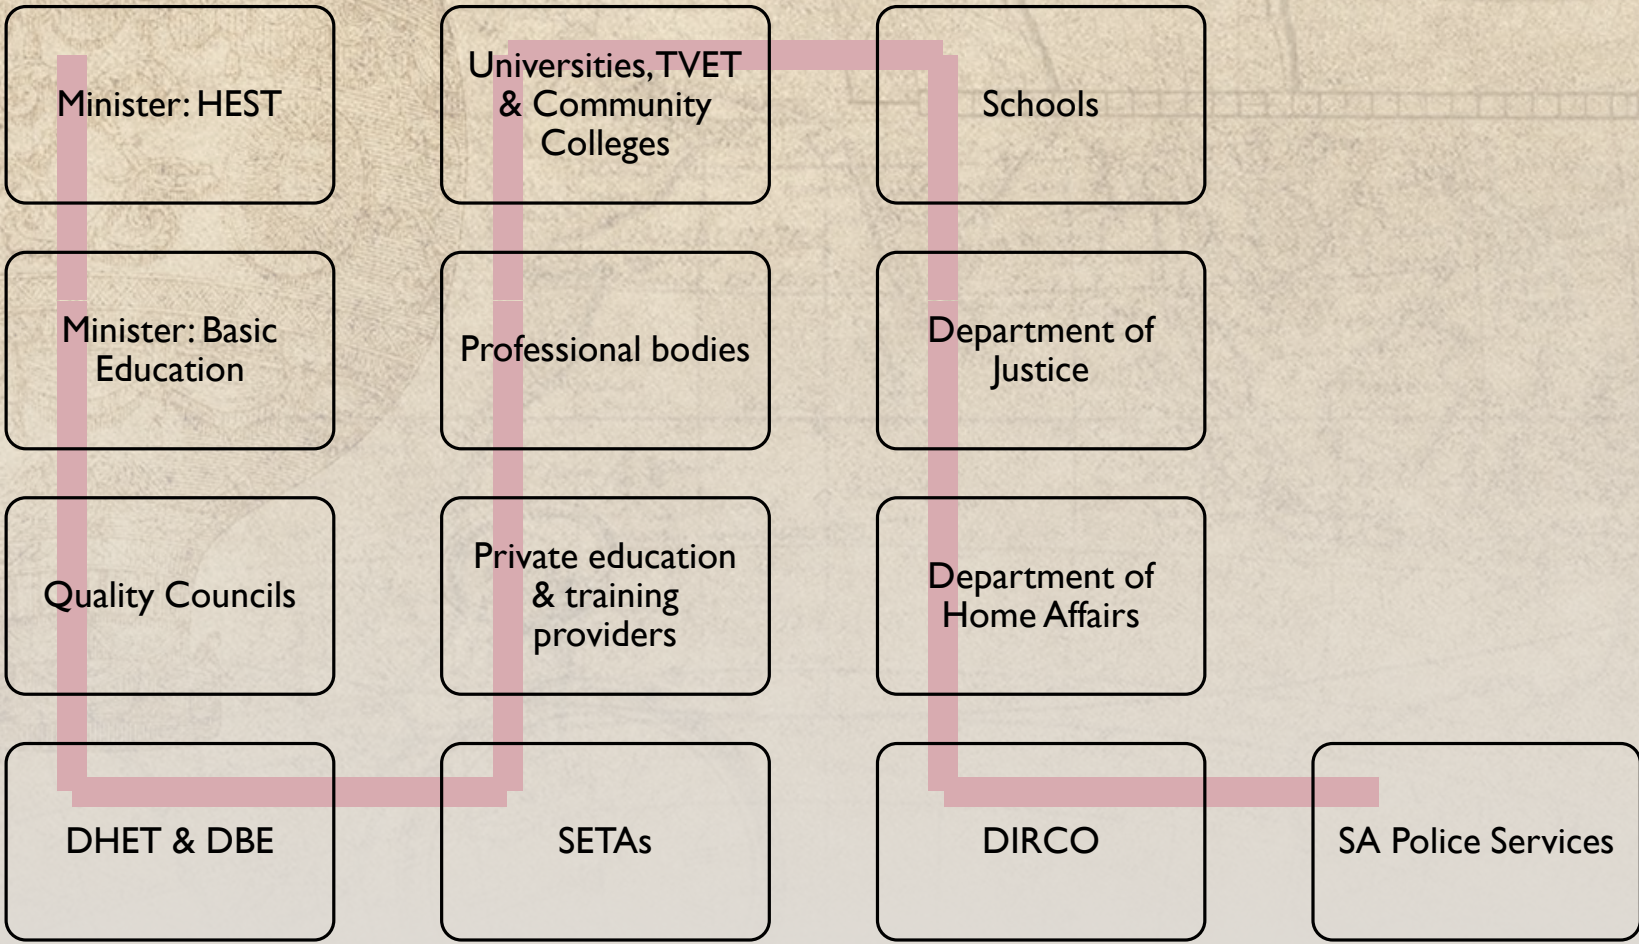 Minister: HEST
Minister: Basic
Education
Quality Councils
DHET & DBE
SETAs
Private education
& training
providers
Professional bodies
Universities, TVET
& Community
Colleges
Schools
Department of
Justice
Department of
Home Affairs
DIRCO
SA Police Services